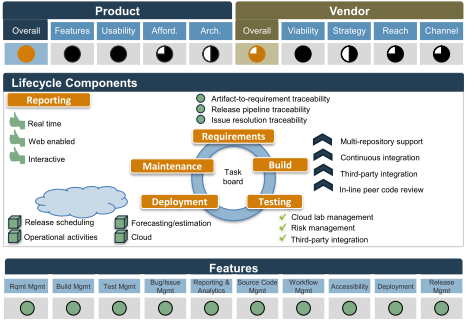 Product
Vendor
Overall
Features
Usability
Afford.
Arch.
Overall
Viability
Strategy
Reach
Channel
Lifecycle Components
Reporting
Real time
Web enabled
Interactive
Artifact-to-requirement traceability
Release pipeline traceability
Issue resolution traceability
Requirements
Maintenance
Build
Task
board
Deployment
Testing
Multi-repository support
Continuous integration
Third-party integration
In-line peer code review
Release scheduling
Operational activities
Forecasting/estimation
Cloud
Cloud lab management
Risk management
Third-party integration
Features
Rqmt Mgmt
Build Mgmt
Test Mgmt
Bug/Issue
Mgmt
Reporting &
Analytics
Source Code
Mgmt
Workflow
Mgmt
Accessibility
Deployment
Release
Mgmt